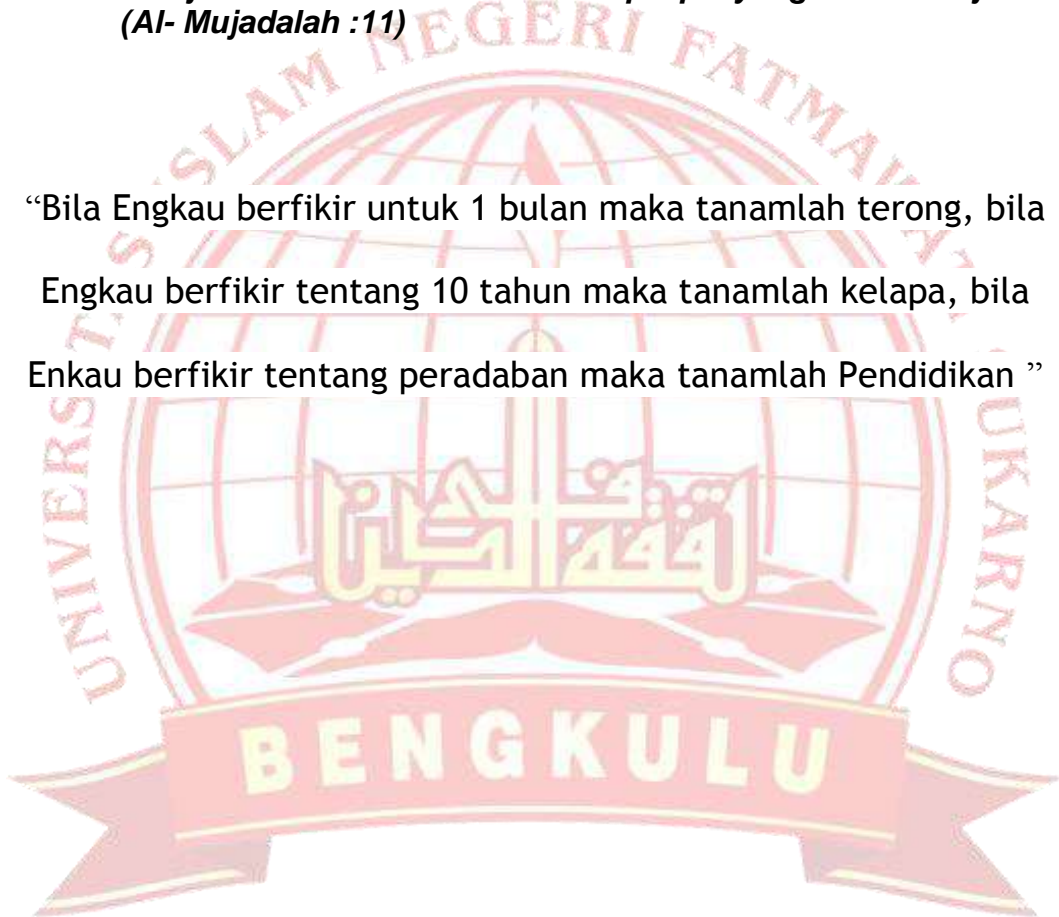 (Al- Mujadalah :11)
“Bila Engkau berfikir untuk 1 bulan maka tanamlah terong, bila
Engkau berfikir tentang 10 tahun maka tanamlah kelapa, bila
Enkau berfikir tentang peradaban maka tanamlah Pendidikan ”
UNIVERSITAS ISLAM NEGERI FATMAWATI SUKARNO
BENGKULU